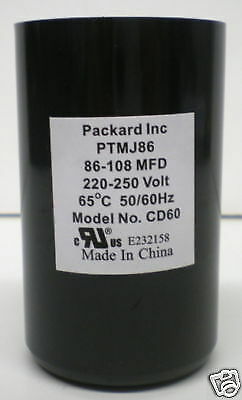 Packard Inc
PTMJ86
86-108 MFD
220-250 Volt
65°C 50/60Hz
Model No. CD60
c RU US E232158
Made In China